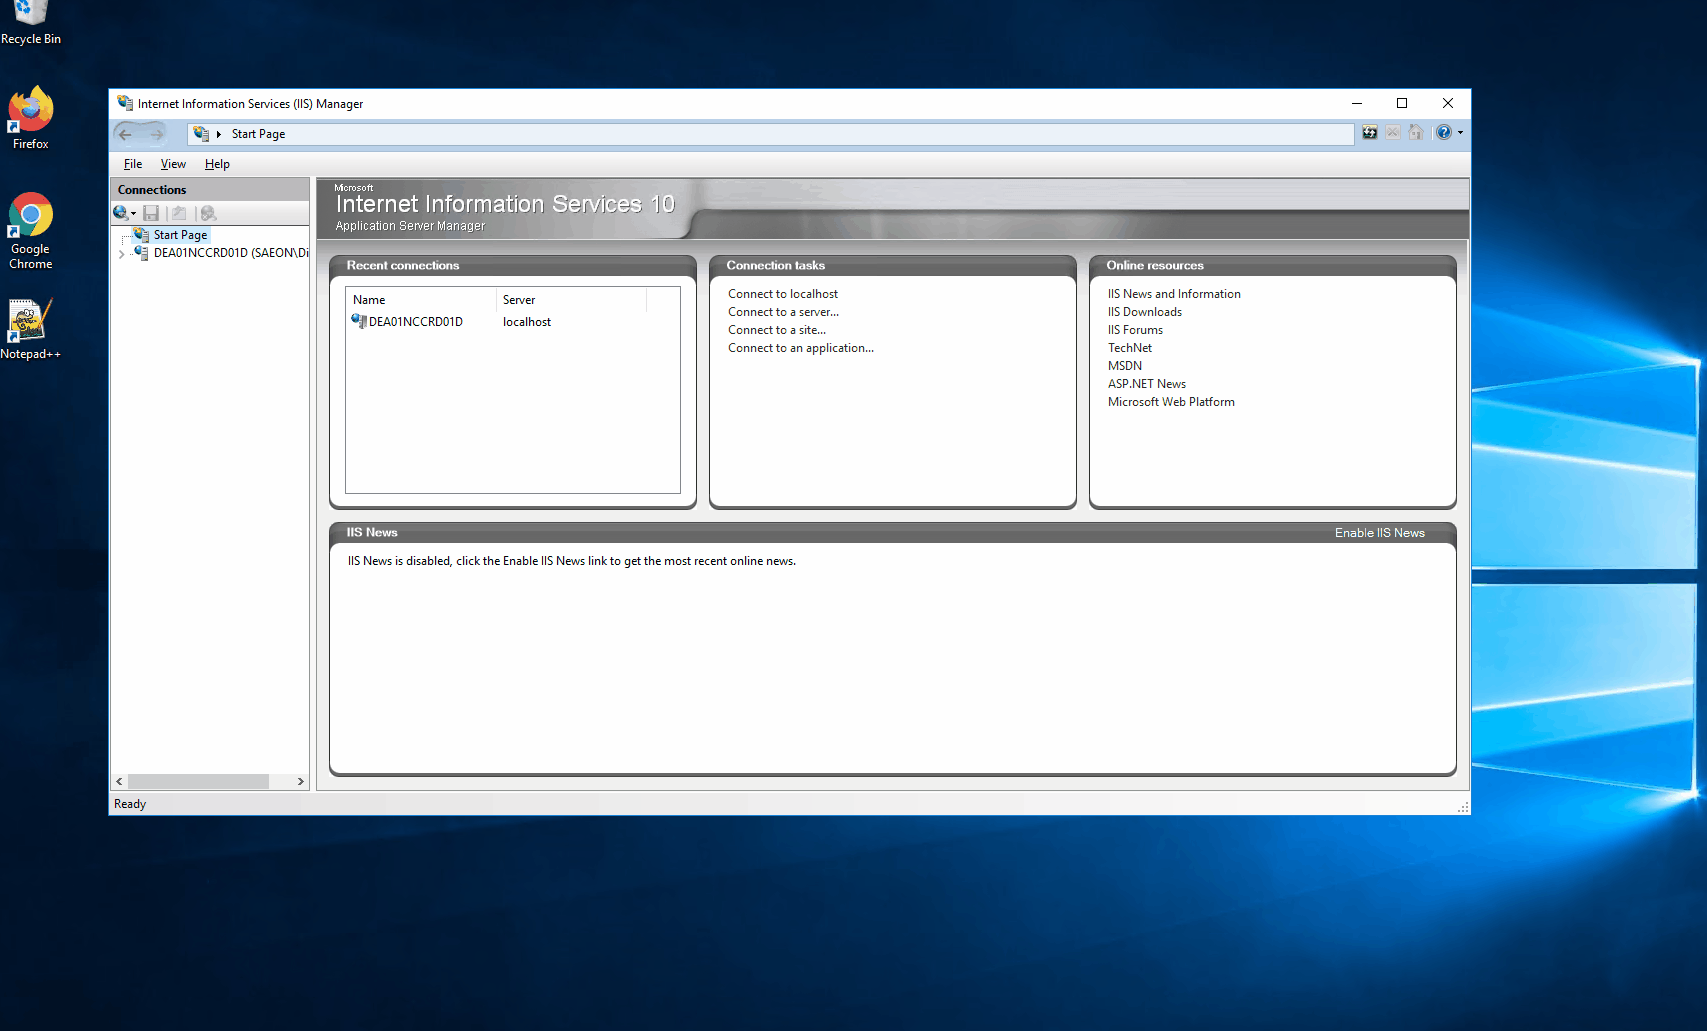 Recycle Bin
Firefox
Google
Chrome
Notepad++
Internet Information Services (IIS) Manager
Start Page
File View Help
Connections
Start Page
DEA01NCCRD01D (SAEON\Di
Microsoft
Internet Information Services 10
Application Server Manager
Recent connections
Name Server
DEA01NCCRD01D localhost
Connection tasks
Connect to localhost
Connect to a server...
Connect to a site...
Connect to an application...
Online resources
IIS News and Information
IIS Downloads
IIS Forums
TechNet
MSDN
ASP.NET News
Microsoft Web Platform
IIS News Enable IIS News
IIS News is disabled, click the Enable IIS News link to get the most recent online news.
Ready